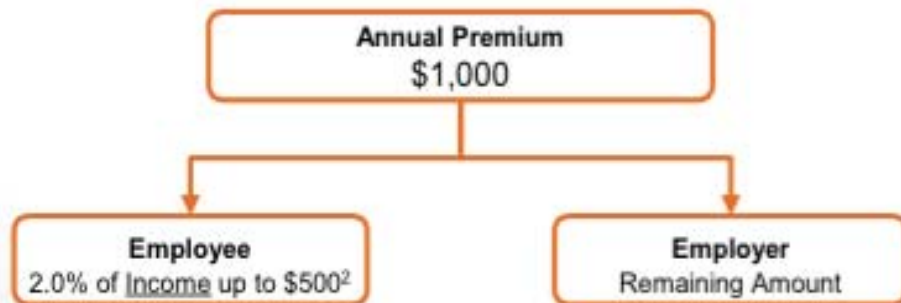 Annual Premium
$1,000
Employee
2.0% of Income up to $500²
Employer
Remaining Amount